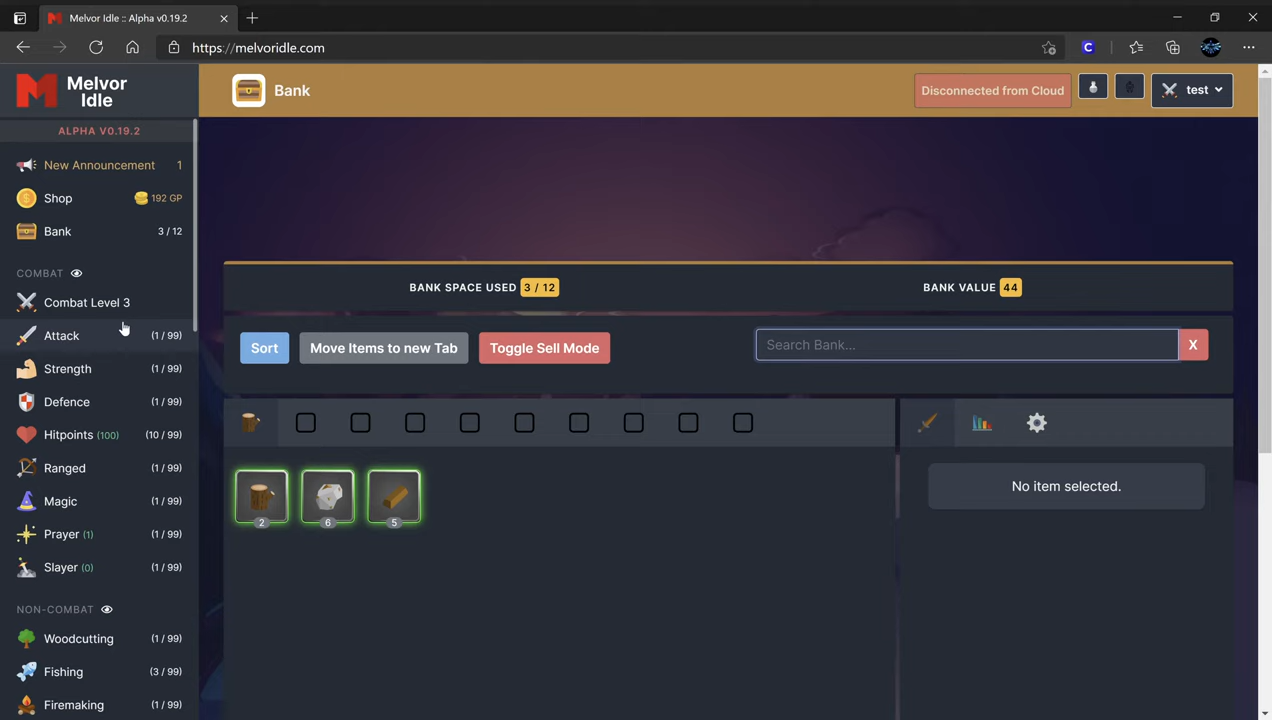 Melvor Idle :: Alpha v0.19.2
https://melvoridle.com
Melvor
Idle
Bank
Disconnected from Cloud
test
ALPHA V0.19.2
New Announcement 1
Shop 192 GP
Bank 3 / 12
COMBAT
Combat Level 3
Attack (1 / 99)
Strength (1 / 99)
Defence (1 / 99)
Hitpoints (100) (10 / 99)
Ranged (1 / 99)
Magic (1 / 99)
Prayer (1) (1 / 99)
Slayer (0) (1 / 99)
NON-COMBAT
Woodcutting (1 / 99)
Fishing (3 / 99)
Firemaking (1 / 99)
BANK SPACE USED 3 / 12
BANK VALUE 44
Sort
Move Items to new Tab
Toggle Sell Mode
Search Bank...
X
2
6
5
No item selected.